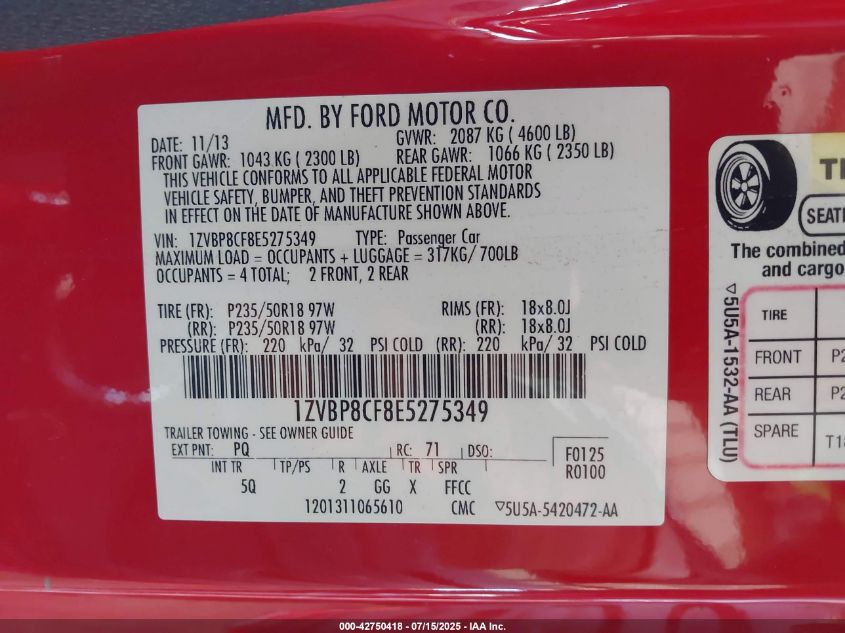 MFD. BY FORD MOTOR CO.
DATE: 11/13 GVWR: 2087 KG ( 4600 LB)
FRONT GAWR: 1043 KG ( 2300 LB) REAR GAWR: 1066 KG ( 2350 LB)
THIS VEHICLE CONFORMS TO ALL APPLICABLE FEDERAL MOTOR
VEHICLE SAFETY, BUMPER, AND THEFT PREVENTION STANDARDS
IN EFFECT ON THE DATE OF MANUFACTURE SHOWN ABOVE.
VIN: 1ZVBP8CF8E5275349 TYPE: Passenger Car
MAXIMUM LOAD = OCCUPANTS + LUGGAGE = 317KG/ 700LB
OCCUPANTS = 4 TOTAL; 2 FRONT, 2 REAR
TIRE (FR): P235/50R18 97W RIMS (FR): 18x8.0J
(RR): P235/50R18 97W (RR): 18x8.0J
PRESSURE (FR): 220 kPa/ 32 PSI COLD (RR): 220 kPa/ 32 PSI COLD
1ZVBP8CF8E5275349
TRAILER TOWING - SEE OWNER GUIDE
EXT PNT: PQ RC: 71 DSO:
F0125
R0100
INT TR TP/PS R AXLE TR SPR
5Q 2 GG X FFCC
1201311065610 CMC ▽5U5A-5420472-AA
SEATI
The combined
and cargo
▽5U5A-1532-AA (TLU)
TIRE
FRONT P2
REAR P2
SPARE T18
000-42750418 - 07/15/2025 - IAA Inc.